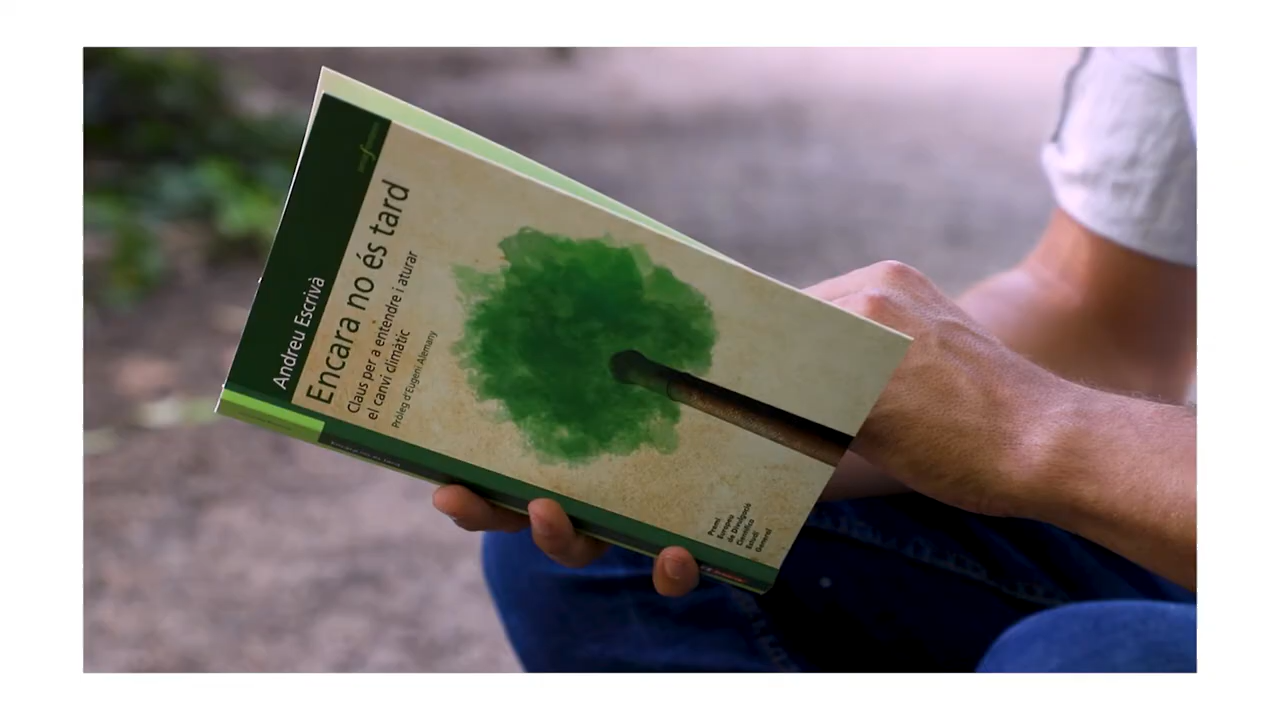 Andreu Escrivà
Encara no és tard
Claus per a entendre i aturar
el canvi climàtic
Pròleg d'Eugeni Alemany
Premi
Europeu
de Divulgació
Científica
Estudi
General